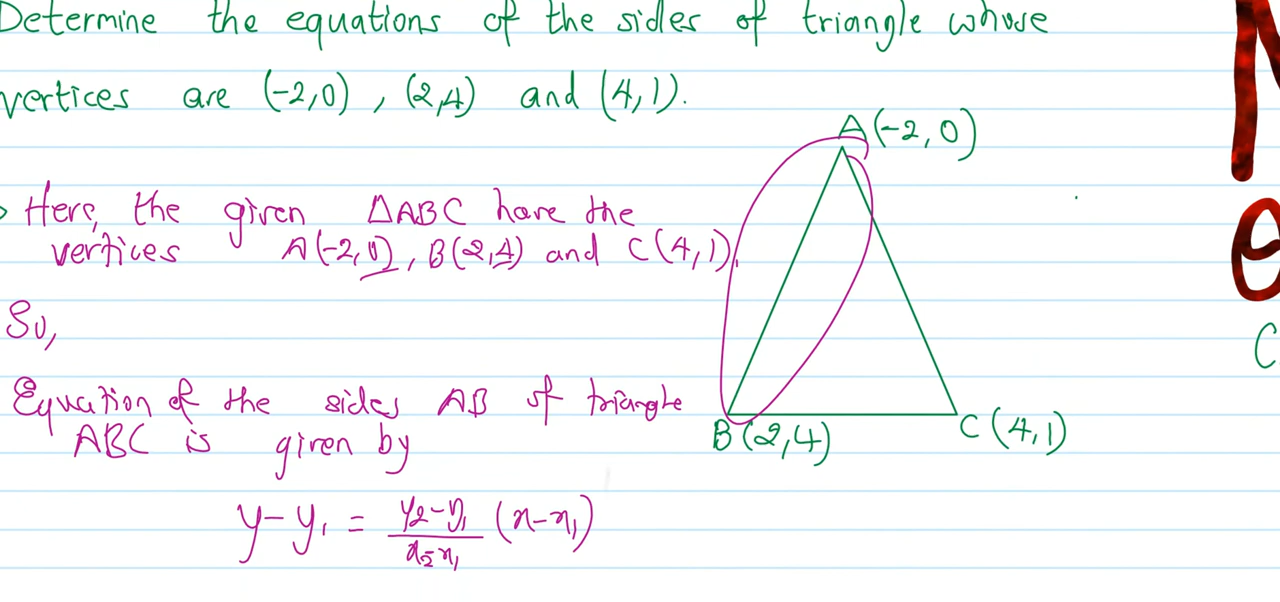 Determine the equations of the sides of triangle whose
vertices are (-2,0) , (2,4) and (4,1).
A(-2,0)
Here, the given ΔABC have the
vertices A(-2,0), B(2,4) and C(4,1),
So,
Equation of the sides AB of triangle
ABC is given by
B(2,4)
C(4,1)
y-y₁ = y₂-y₁/x₂-x₁ (x-x₁)
e
C